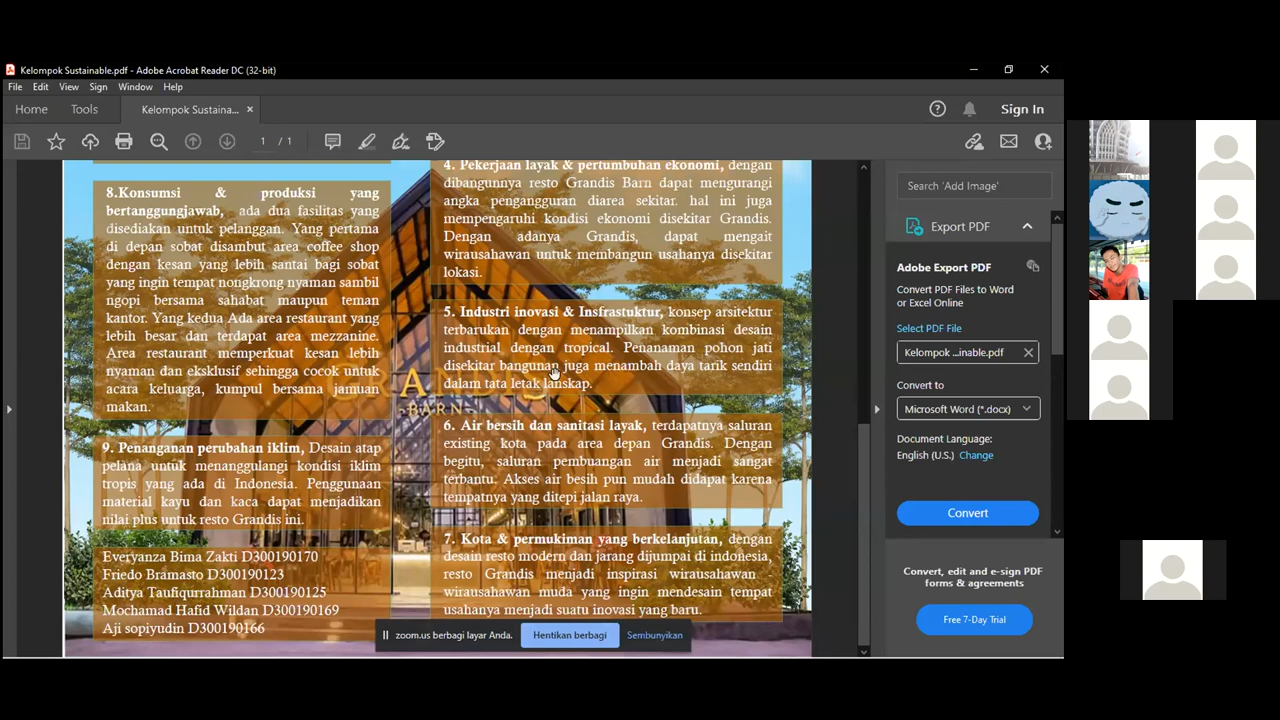 Kelompok Sustainable.pdf - Adobe Acrobat Reader DC (32-bit)
File Edit View Sign Window Help
Home Tools Kelompok Sustaina... × Sign In
1 / 1
8.Konsumsi & produksi yang
bertanggungjawab, ada dua fasilitas yang
disediakan untuk pelanggan. Yang pertama
di depan sobat disambut area coffee shop
dengan kesan yang lebih santai bagi sobat
yang ingin tempat nongkrong nyaman sambil
ngopi bersama sahabat maupun teman
kantor. Yang kedua Ada area restaurant yang
lebih besar dan terdapat area mezzanine.
Area restaurant memperkuat kesan lebih
nyaman dan eksklusif sehingga cocok untuk
acara keluarga, kumpul bersama jamuan
makan.
9. Penanganan perubahan iklim, Desain atap
pelana untuk menanggulangi kondisi iklim
tropis yang ada di Indonesia. Penggunaan
material kayu dan kaca dapat menjadikan
nilai plus untuk resto Grandis ini.
Everyanza Bima Zakti D300190170
Friedo Bramasto D300190123
Aditya Taufiqurrahman D300190125
Mochamad Hafid Wildan D300190169
Aji sopiyudin D300190166
4. Pekerjaan layak & pertumbuhan ekonomi, dengan
dibangunnya resto Grandis Barn dapat mengurangi
angka pengangguran diarea sekitar. hal ini juga
mempengaruhi kondisi ekonomi disekitar Grandis.
Dengan adanya Grandis, dapat mengait
wirausahawan untuk membangun usahanya disekitar
lokasi.
5. Industri inovasi & Insfrastuktur, konsep arsitektur
terbarukan dengan menampilkan kombinasi desain
industrial dengan tropical. Penanaman pohon jati
disekitar bangunan juga menambah daya tarik sendiri
dalam tata letak lanskap.
6. Air bersih dan sanitasi layak, terdapatnya saluran
existing kota pada area depan Grandis. Dengan
begitu, saluran pembuangan air menjadi sangat
terbantu. Akses air besih pun mudah didapat karena
tempatnya yang ditepi jalan raya.
7. Kota & permukiman yang berkelanjutan, dengan
desain resto modern dan jarang dijumpai di indonesia,
resto Grandis menjadi inspirasi wirausahawan -
wirausahawan muda yang ingin mendesain tempat
usahanya menjadi suatu inovasi yang baru.
-BARN-
zoom.us berbagi layar Anda. Hentikan berbagi Sembunyikan
Search 'Add Image'
Export PDF
Adobe Export PDF
Convert PDF Files to Word
or Excel Online
Select PDF File
Kelompok ...inable.pdf ×
Convert to
Microsoft Word (*.docx)
Document Language:
English (U.S.) Change
Convert
Convert, edit and e-sign PDF
forms & agreements
Free 7-Day Trial